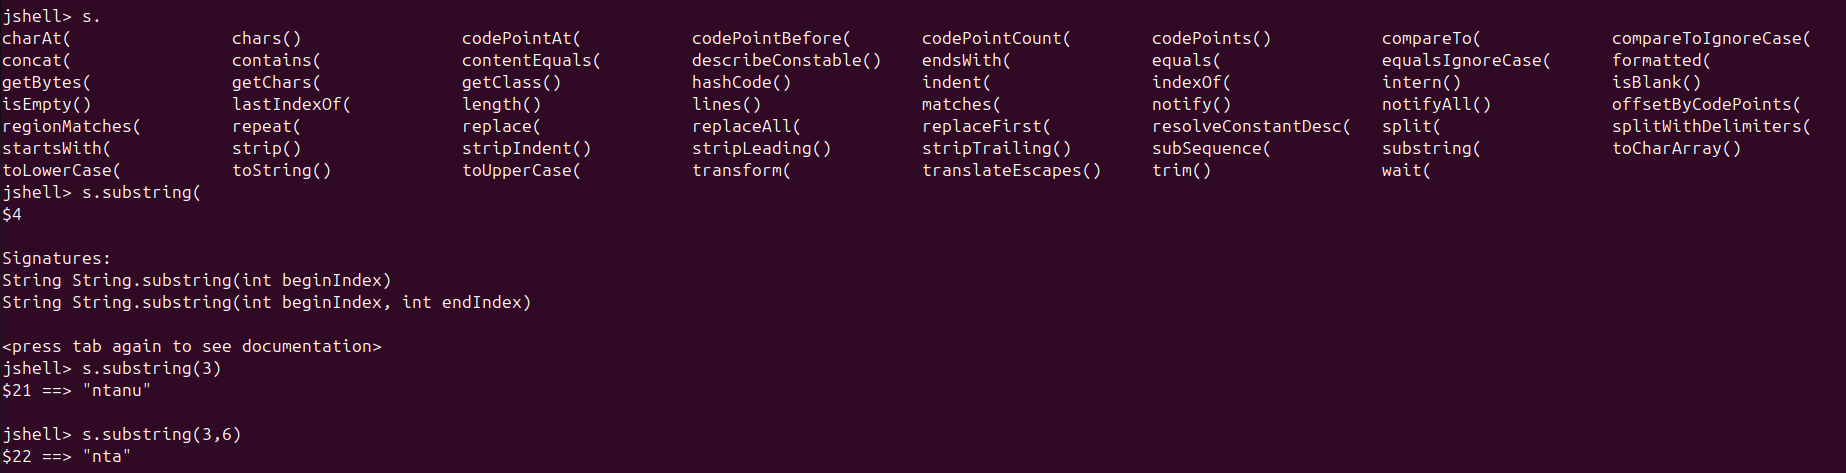 jshell> s.
charAt( chars() codePointAt( codePointBefore( codePointCount( codePoints() compareTo( compareToIgnoreCase(
concat( contains( contentEquals( describeConstable() endsWith( equals( equalsIgnoreCase( formatted(
getBytes( getChars( getClass() hashCode() indent( indexOf( intern() isBlank()
isEmpty() lastIndexOf( length() lines() matches( notify() notifyAll() offsetByCodePoints(
regionMatches( repeat( replace( replaceAll( replaceFirst( resolveConstantDesc( split( splitWithDelimiters(
startsWith( strip() stripIndent() stripLeading() stripTrailing() subSequence( substring( toCharArray()
toLowerCase( toString() toUpperCase( transform( translateEscapes() trim() wait(
jshell> s.substring(
$4
Signatures:
String String.substring(int beginIndex)
String String.substring(int beginIndex, int endIndex)
<press tab again to see documentation>
jshell> s.substring(3)
$21 ==> "ntanu"
jshell> s.substring(3,6)
$22 ==> "nta"